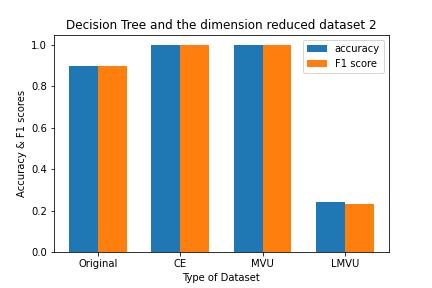 Decision Tree and the dimension reduced dataset 2
accuracy
F1 score
Accuracy & F1 scores
1.0
0.8
0.6
0.4
0.2
0.0
Original CE MVU LMVU
Type of Dataset